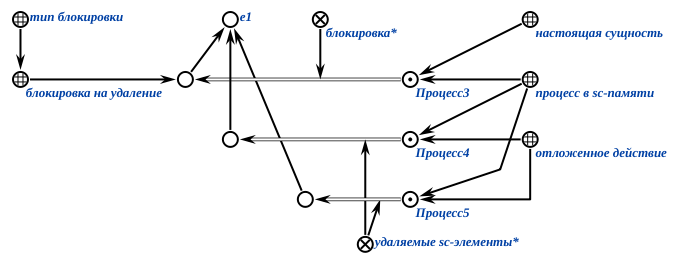 тип блокировки
e1
блокировка*
настоящая сущность
блокировка на удаление
Процесс3
процесс в sc-памяти
Процесс4
отложенное действие
Процесс5
удаляемые sc-элементы*